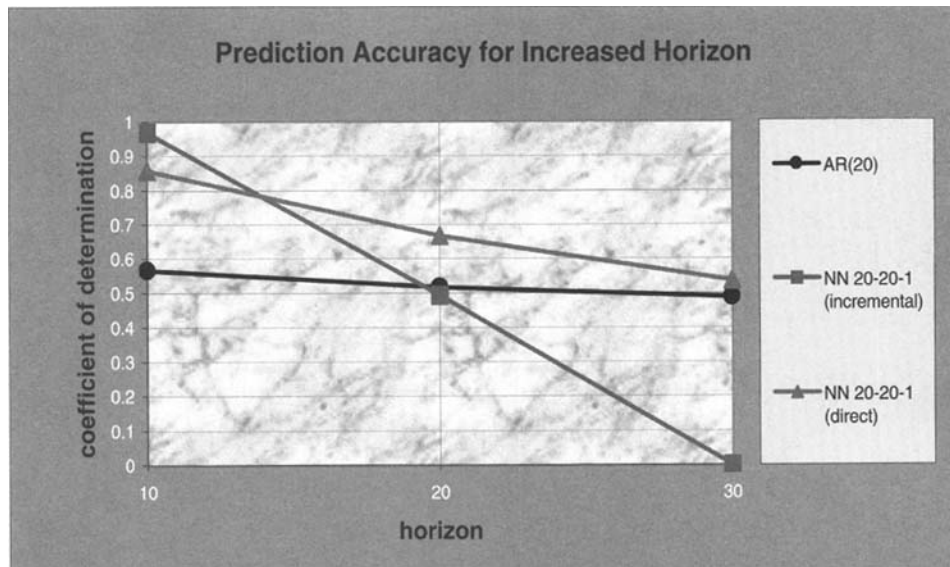 Prediction Accuracy for Increased Horizon
coefficient of determination
1
0.9
0.8
0.7
0.6
0.5
0.4
0.3
0.2
0.1
0
10
20
30
horizon
AR(20)
NN 20-20-1
(incremental)
NN 20-20-1
(direct)